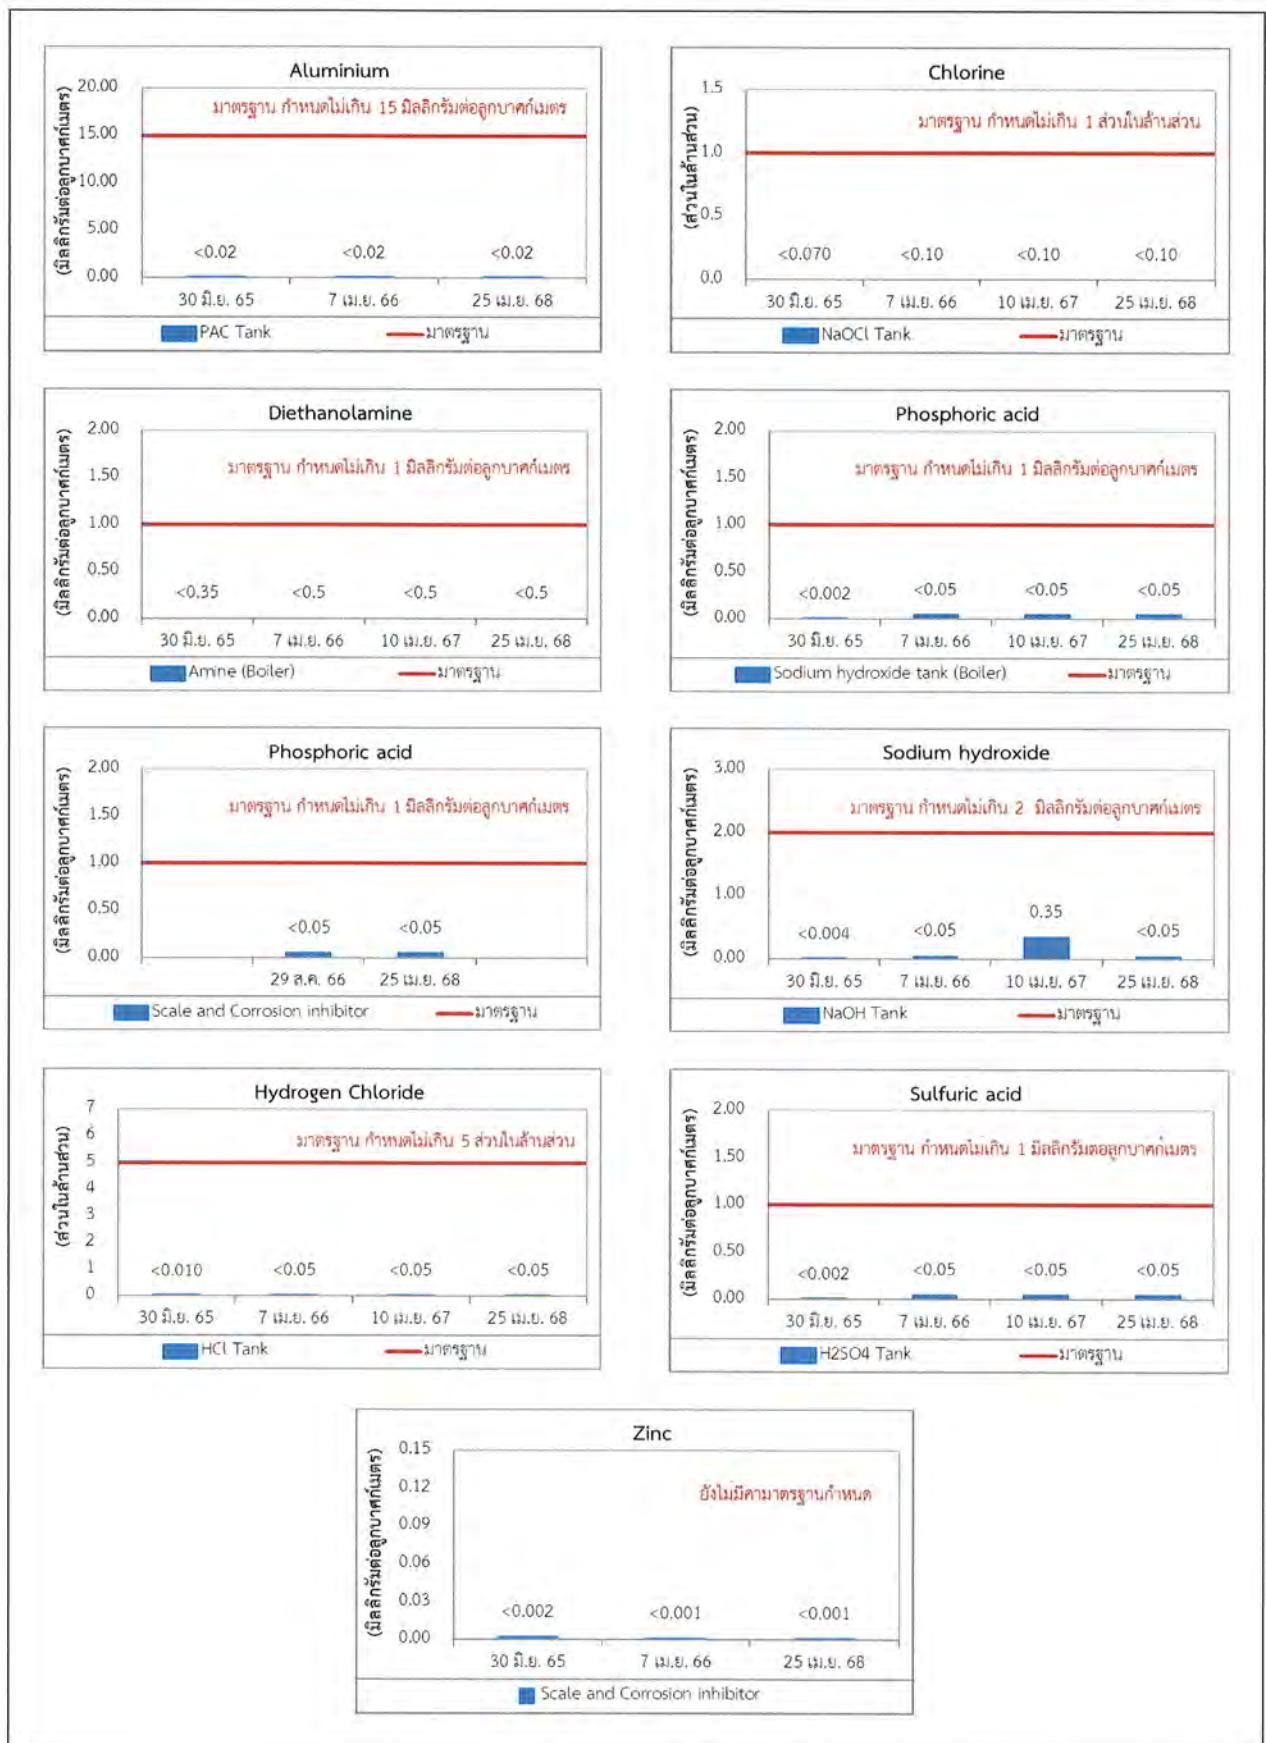 Aluminium
(มิลลิกรัมต่อลูกบาศก์เมตร)
20.00
15.00
10.00
5.00
0.00
มาตรฐาน กำหนดไม่เกิน 15 มิลลิกรัมต่อลูกบาศก์เมตร
<0.02 <0.02 <0.02
30 มิ.ย. 65 7 เม.ย. 66 25 เม.ย. 68
PAC Tank มาตรฐาน
Chlorine
(ส่วนในล้านส่วน)
1.5
1.0
0.5
0.0
มาตรฐาน กำหนดไม่เกิน 1 ส่วนในล้านส่วน
<0.070 <0.10 <0.10 <0.10
30 มิ.ย. 65 7 เม.ย. 66 10 เม.ย. 67 25 เม.ย. 68
NaOCl Tank มาตรฐาน
Diethanolamine
(มิลลิกรัมต่อลูกบาศก์เมตร)
2.00
1.50
1.00
0.50
0.00
มาตรฐาน กำหนดไม่เกิน 1 มิลลิกรัมต่อลูกบาศก์เมตร
<0.35 <0.5 <0.5 <0.5
30 มิ.ย. 65 7 เม.ย. 66 10 เม.ย. 67 25 เม.ย. 68
Amine (Boiler) มาตรฐาน
Phosphoric acid
(มิลลิกรัมต่อลูกบาศก์เมตร)
2.00
1.50
1.00
0.50
0.00
มาตรฐาน กำหนดไม่เกิน 1 มิลลิกรัมต่อลูกบาศก์เมตร
<0.002 <0.05 <0.05 <0.05
30 มิ.ย. 65 7 เม.ย. 66 10 เม.ย. 67 25 เม.ย. 68
Sodium hydroxide tank (Boiler) มาตรฐาน
Phosphoric acid
(มิลลิกรัมต่อลูกบาศก์เมตร)
2.00
1.50
1.00
0.50
0.00
มาตรฐาน กำหนดไม่เกิน 1 มิลลิกรัมต่อลูกบาศก์เมตร
<0.05 <0.05
29 ส.ค. 66 25 เม.ย. 68
Scale and Corrosion inhibitor มาตรฐาน
Sodium hydroxide
(มิลลิกรัมต่อลูกบาศก์เมตร)
3.00
2.00
1.00
0.00
มาตรฐาน กำหนดไม่เกิน 2 มิลลิกรัมต่อลูกบาศก์เมตร
<0.004 <0.05 0.35 <0.05
30 มิ.ย. 65 7 เม.ย. 66 10 เม.ย. 67 25 เม.ย. 68
NaOH Tank มาตรฐาน
Hydrogen Chloride
(ส่วนในล้านส่วน)
7
6
5
4
3
2
1
0
มาตรฐาน กำหนดไม่เกิน 5 ส่วนในล้านส่วน
<0.010 <0.05 <0.05 <0.05
30 มิ.ย. 65 7 เม.ย. 66 10 เม.ย. 67 25 เม.ย. 68
HCl Tank มาตรฐาน
Sulfuric acid
(มิลลิกรัมต่อลูกบาศก์เมตร)
2.00
1.50
1.00
0.50
0.00
มาตรฐาน กำหนดไม่เกิน 1 มิลลิกรัมต่อลูกบาศก์เมตร
<0.002 <0.05 <0.05 <0.05
30 มิ.ย. 65 7 เม.ย. 66 10 เม.ย. 67 25 เม.ย. 68
H2SO4 Tank มาตรฐาน
Zinc
(มิลลิกรัมต่อลูกบาศก์เมตร)
0.15
0.12
0.09
0.06
0.03
0.00
ยังไม่มีค่ามาตรฐานกำหนด
<0.002 <0.001 <0.001
30 มิ.ย. 65 7 เม.ย. 66 25 เม.ย. 68
Scale and Corrosion inhibitor